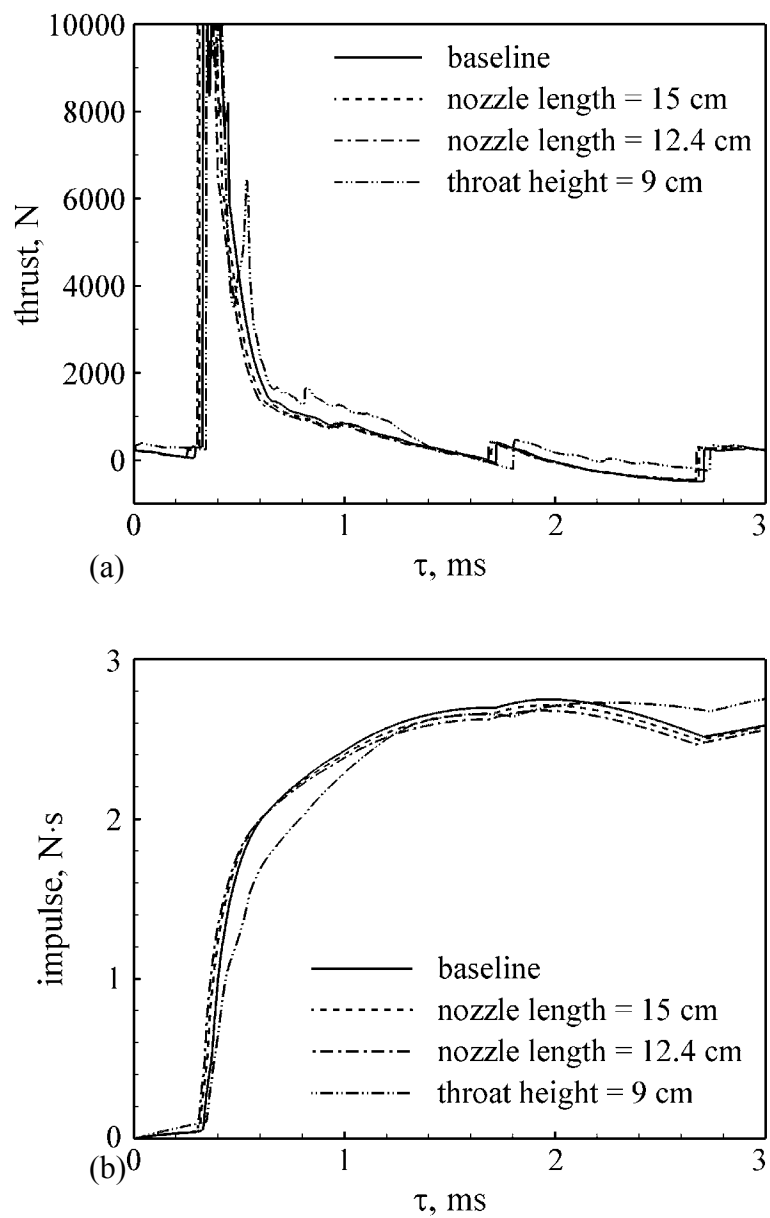 10000
8000
6000
4000
2000
0
thrust, N
baseline
nozzle length = 15 cm
nozzle length = 12.4 cm
throat height = 9 cm
0 1 2 3
(a)
τ, ms
3
2
1
0
impulse, N·s
baseline
nozzle length = 15 cm
nozzle length = 12.4 cm
throat height = 9 cm
(b)
0 1 2 3
τ, ms